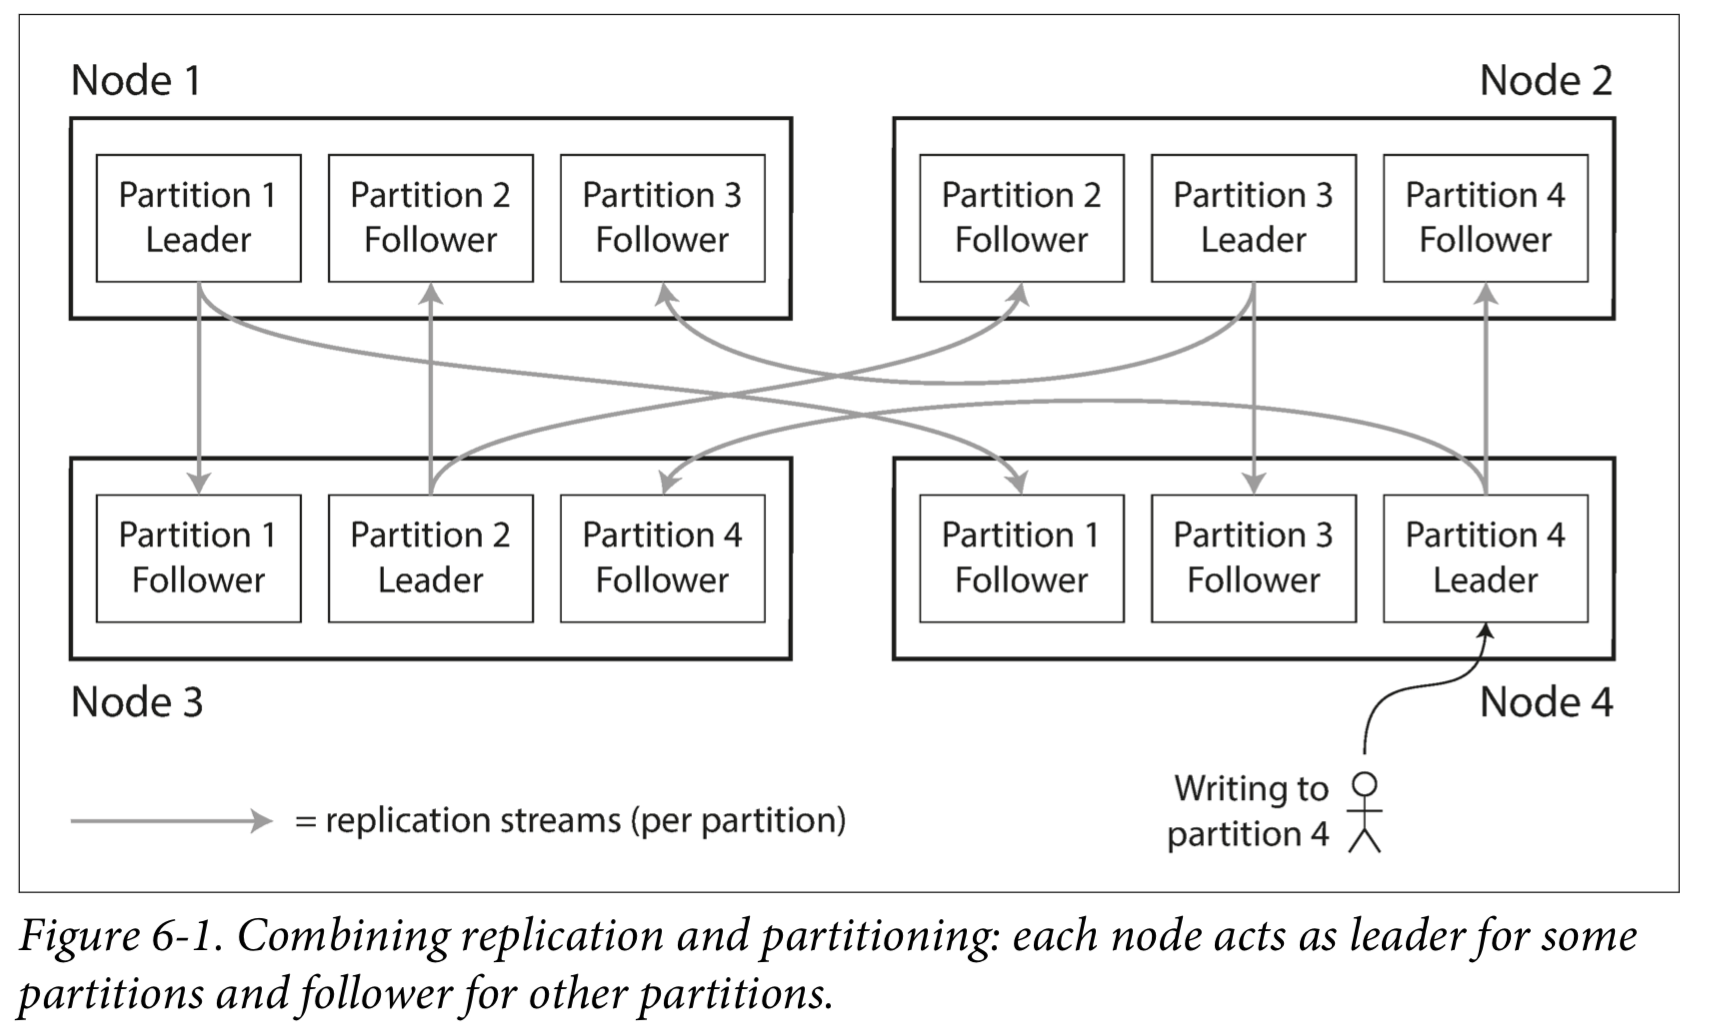 Node 1
Node 2
Partition 1
Leader
Partition 2
Follower
Partition 3
Follower
Partition 2
Follower
Partition 3
Leader
Partition 4
Follower
Partition 1
Follower
Partition 2
Leader
Partition 4
Follower
Partition 1
Follower
Partition 3
Follower
Partition 4
Leader
Node 3
Node 4
= replication streams (per partition)
Writing to
partition 4
Figure 6-1. Combining replication and partitioning: each node acts as leader for some
partitions and follower for other partitions.